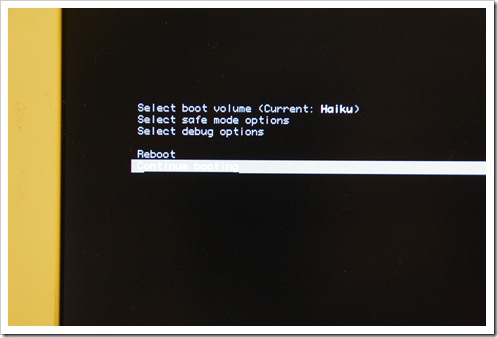 Select boot volume (Current: Haiku)
Select safe mode options
Select debug options
Reboot
Continue booting